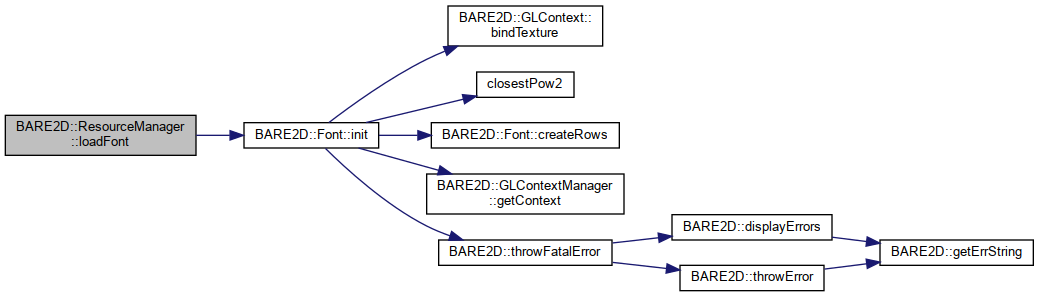 BARE2D::ResourceManager
::loadFont
BARE2D::Font::init
BARE2D::GLContext::
bindTexture
closestPow2
BARE2D::Font::createRows
BARE2D::GLContextManager
::getContext
BARE2D::throwFatalError
BARE2D::displayErrors
BARE2D::throwError
BARE2D::getErrString